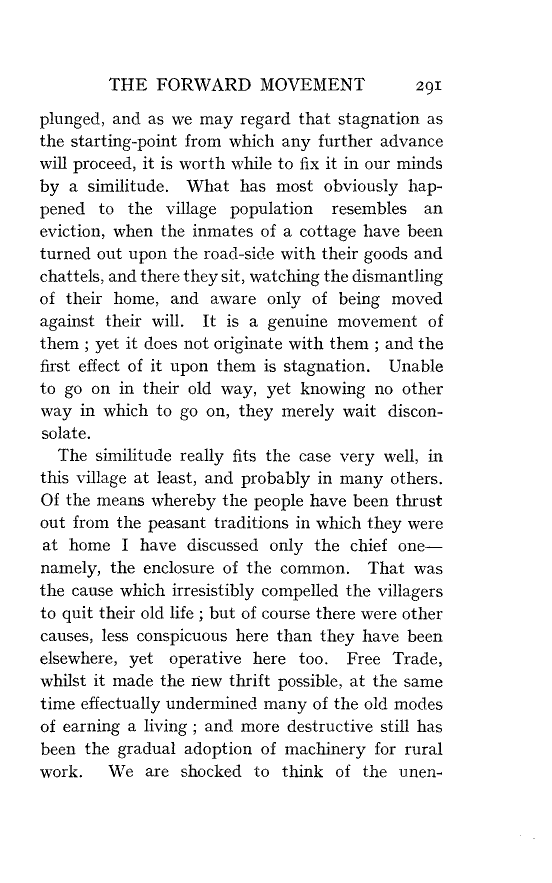 THE FORWARD MOVEMENT 291
plunged, and as we may regard that stagnation as
the starting-point from which any further advance
will proceed, it is worth while to fix it in our minds
by a similitude. What has most obviously hap-
pened to the village population resembles an
eviction, when the inmates of a cottage have been
turned out upon the road-side with their goods and
chattels, and there they sit, watching the dismantling
of their home, and aware only of being moved
against their will. It is a genuine movement of
them ; yet it does not originate with them ; and the
first effect of it upon them is stagnation. Unable
to go on in their old way, yet knowing no other
way in which to go on, they merely wait discon-
solate.
The similitude really fits the case very well, in
this village at least, and probably in many others.
Of the means whereby the people have been thrust
out from the peasant traditions in which they were
at home I have discussed only the chief one—
namely, the enclosure of the common. That was
the cause which irresistibly compelled the villagers
to quit their old life ; but of course there were other
causes, less conspicuous here than they have been
elsewhere, yet operative here too. Free Trade,
whilst it made the new thrift possible, at the same
time effectually undermined many of the old modes
of earning a living ; and more destructive still has
been the gradual adoption of machinery for rural
work. We are shocked to think of the unen-